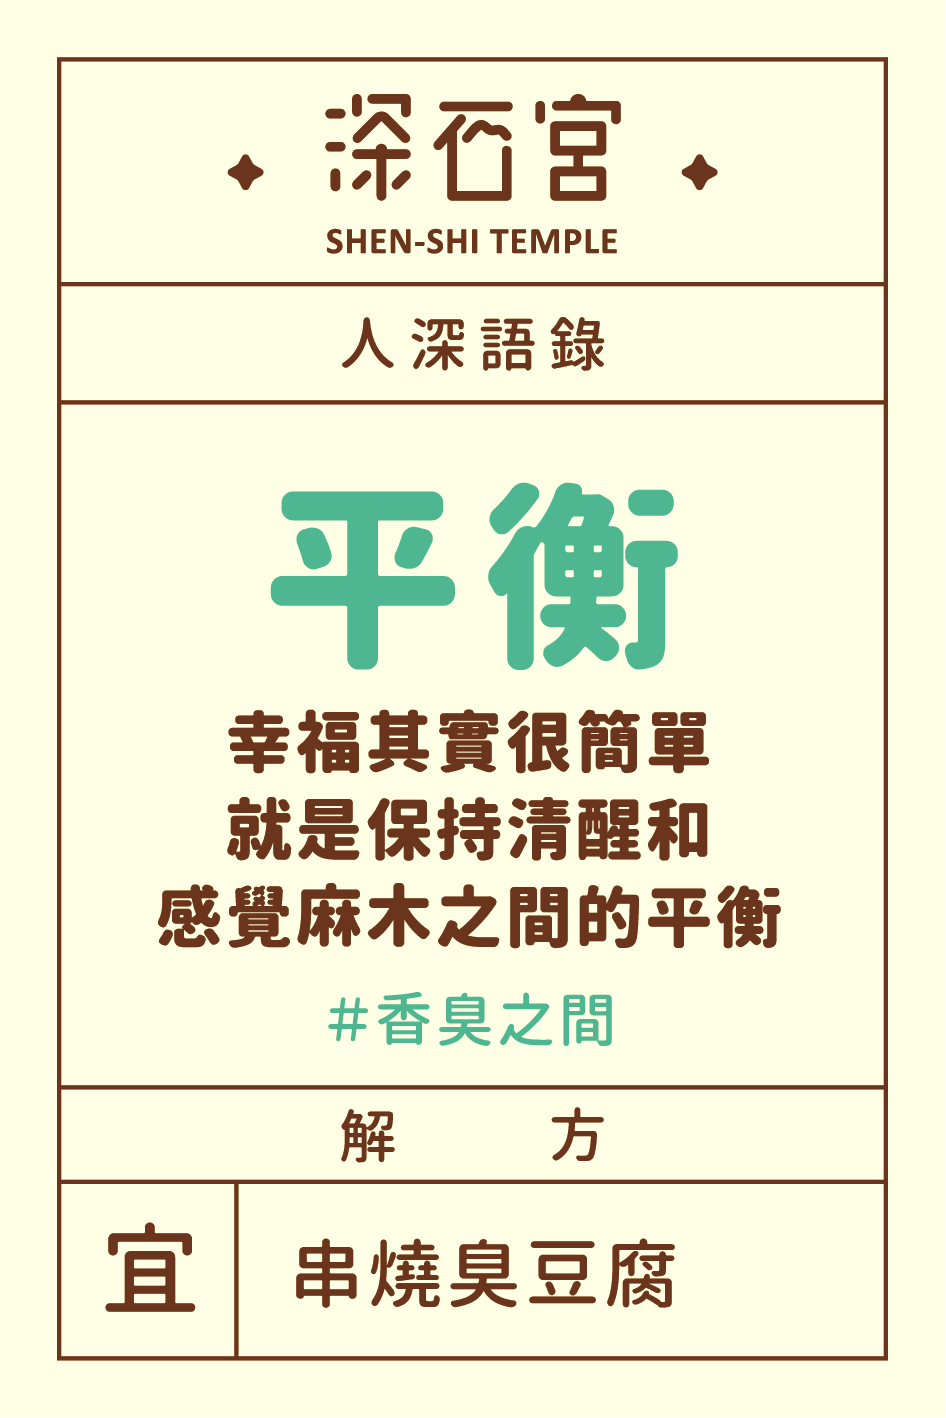 深石宮
SHEN-SHI TEMPLE
人深語錄
平衡
幸福其實很簡單
就是保持清醒和
感覺麻木之間的平衡
#香臭之間
解 方
宜 串燒臭豆腐